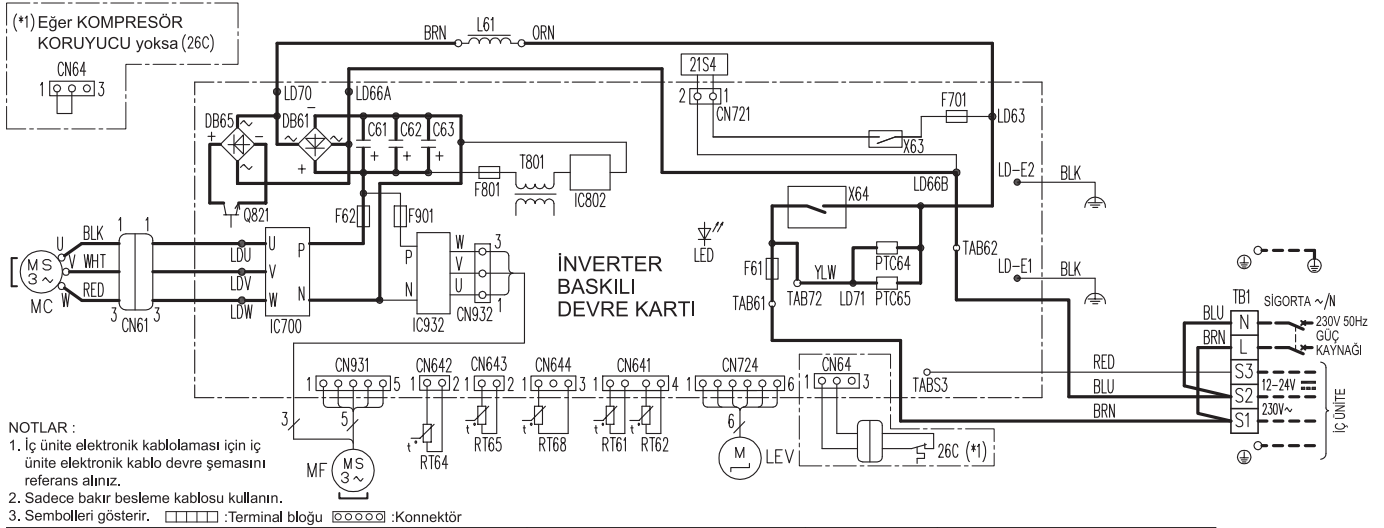 (*1) Eğer KOMPRESÖR
KORUYUCU yoksa (26C)
CN64
1 3
BRN L61 ORN
21S4
2 1
CN721
F701
LD63
X63
LD70 LD66A
DB65 DB61
~ - ~
+ - ~
~ +
C61 C62 C63
+ + +
T801
F801
IC802
Q821
F62 F901
LD66B
LD-E2 BLK
X64
LED
PTC64
YLW
F61
TAB72 LD71 PTC65
TAB61
TAB62
LD-E1 BLK
1 1
U BLK
V WHT
W RED
MS
3~
MC
3 3
CN61
LDU
LDV
LDW
U P
V
W N
IC700
P W 3
V
N U 1
IC932 CN932
İNVERTER
BASKILI
DEVRE KARTI
TB1
SİGORTA ~/N
N
L
S3
S2
S1
BLU
BRN
230V 50Hz
GÜÇ
KAYNAĞI
12-24V
230V~
İÇ ÜNİTE
RED
BLU
BRN
TABS3
CN931
1 5
CN642
1 2
CN643
1 2
CN644
1 3
CN641
1 4
CN724
1 6
CN64
1 3
3 5
MS
3~
MF
t°
RT64
t°
RT65
t°
RT68
t° t°
RT61 RT62
6
M
LEV
26C (*1)
NOTLAR :
1. İç ünite elektronik kablolaması için iç
ünite elektronik kablo devre şemasını
referans alınız.
2. Sadece bakır besleme kablosu kullanın.
3. Sembolleri gösterir. :Terminal bloğu :Konnektör